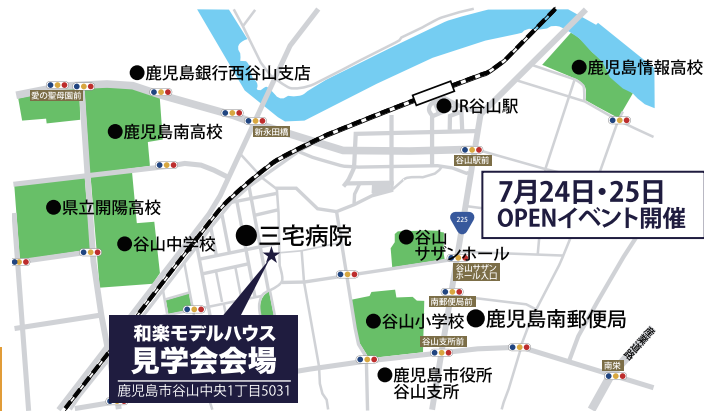 鹿児島銀行西谷山支店
鹿児島情報高校
愛の聖母園前
JR谷山駅
鹿児島南高校
新永田橋
谷山駅前
7月24日・25日
OPENイベント開催
県立開陽高校
225
三宅病院
谷山中学校
谷山
サザンホール
谷山サザン
ホール入口
南郵便局前
和楽モデルハウス
見学会会場
鹿児島市谷山中央1丁目5031
谷山小学校
鹿児島南郵便局
谷山支所前
産業道路
南栄
鹿児島市役所
谷山支所